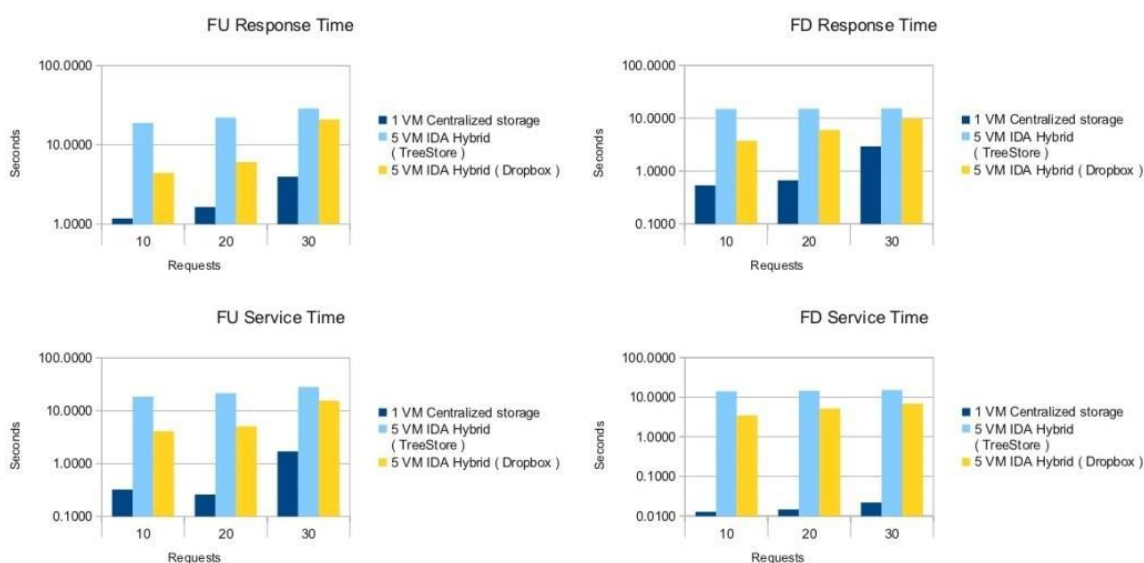 FU Response Time
100.0000
10.0000
1.0000
Seconds
10 20 30
Requests
1 VM Centralized storage
5 VM IDA Hybrid
( TreeStore )
5 VM IDA Hybrid ( Dropbox )
FD Response Time
100.0000
10.0000
1.0000
0.1000
Seconds
10 20 30
Requests
1 VM Centralized storage
5 VM IDA Hybrid
( TreeStore )
5 VM IDA Hybrid ( Dropbox )
FU Service Time
100.0000
10.0000
1.0000
0.1000
Seconds
10 20 30
Requests
1 VM Centralized storage
5 VM IDA Hybrid
( TreeStore )
5 VM IDA Hybrid ( Dropbox )
FD Service Time
100.0000
10.0000
1.0000
0.1000
0.0100
Seconds
10 20 30
Requests
1 VM Centralized storage
5 VM IDA Hybrid
( TreeStore )
5 VM IDA Hybrid ( Dropbox )